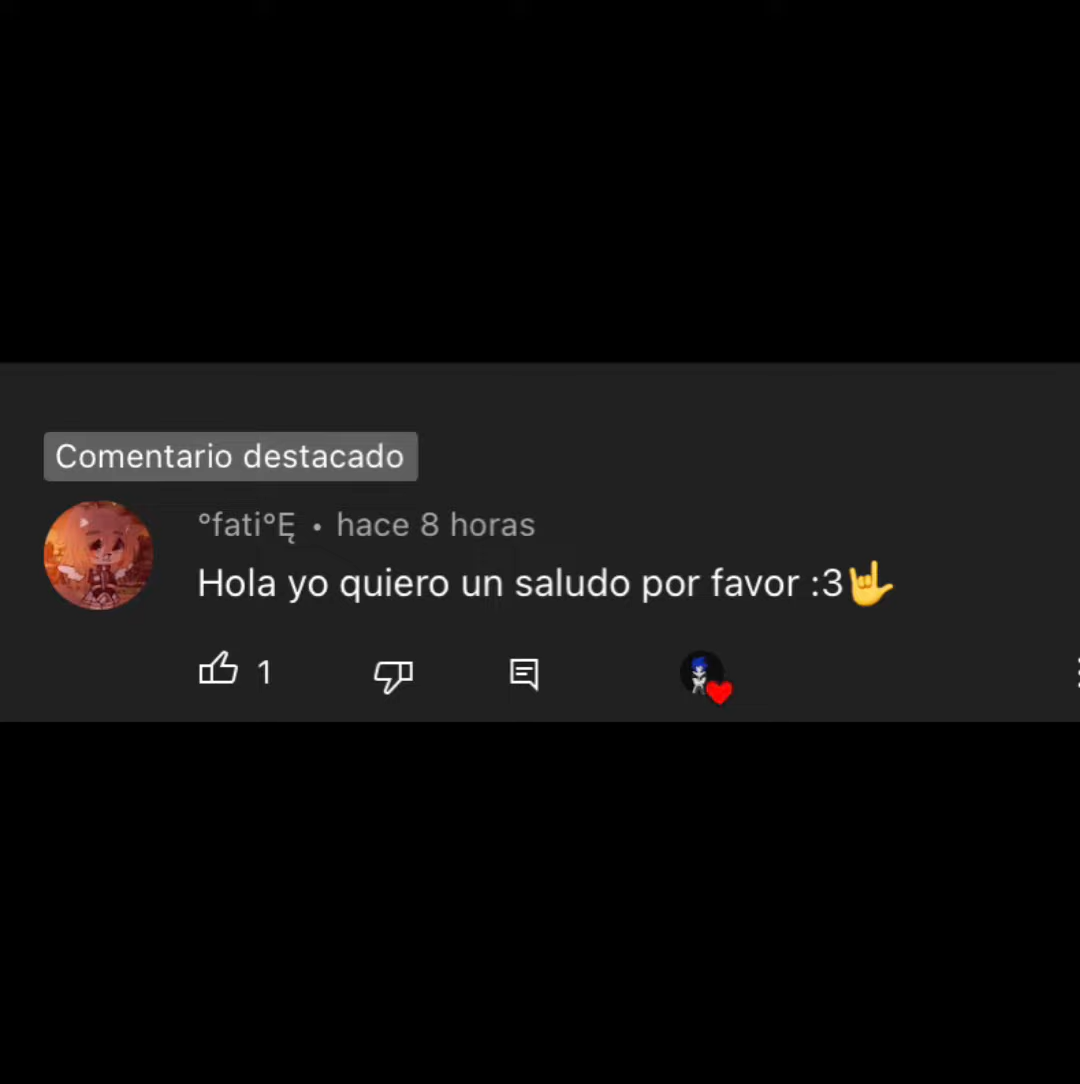 Comentario destacado
°fati°Ę • hace 8 horas
Hola yo quiero un saludo por favor :3🤟
1